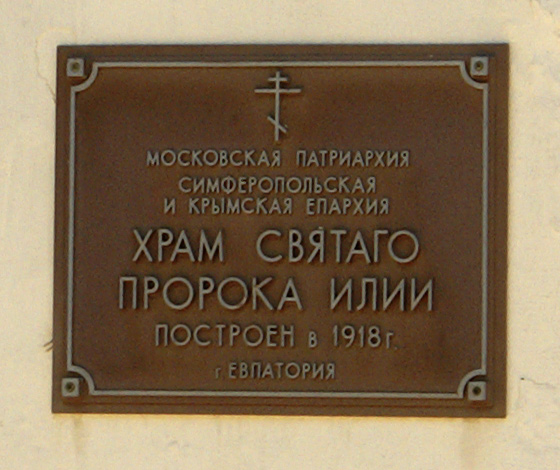 МОСКОВСКАЯ ПАТРИАРХИЯ
СИМФЕРОПОЛЬСКАЯ
И КРЫМСКАЯ ЕПАРХИЯ
ХРАМ СВЯТАГО
ПРОРОКА ИЛИИ
ПОСТРОЕН в 1918 г.
г ЕВПАТОРИЯ